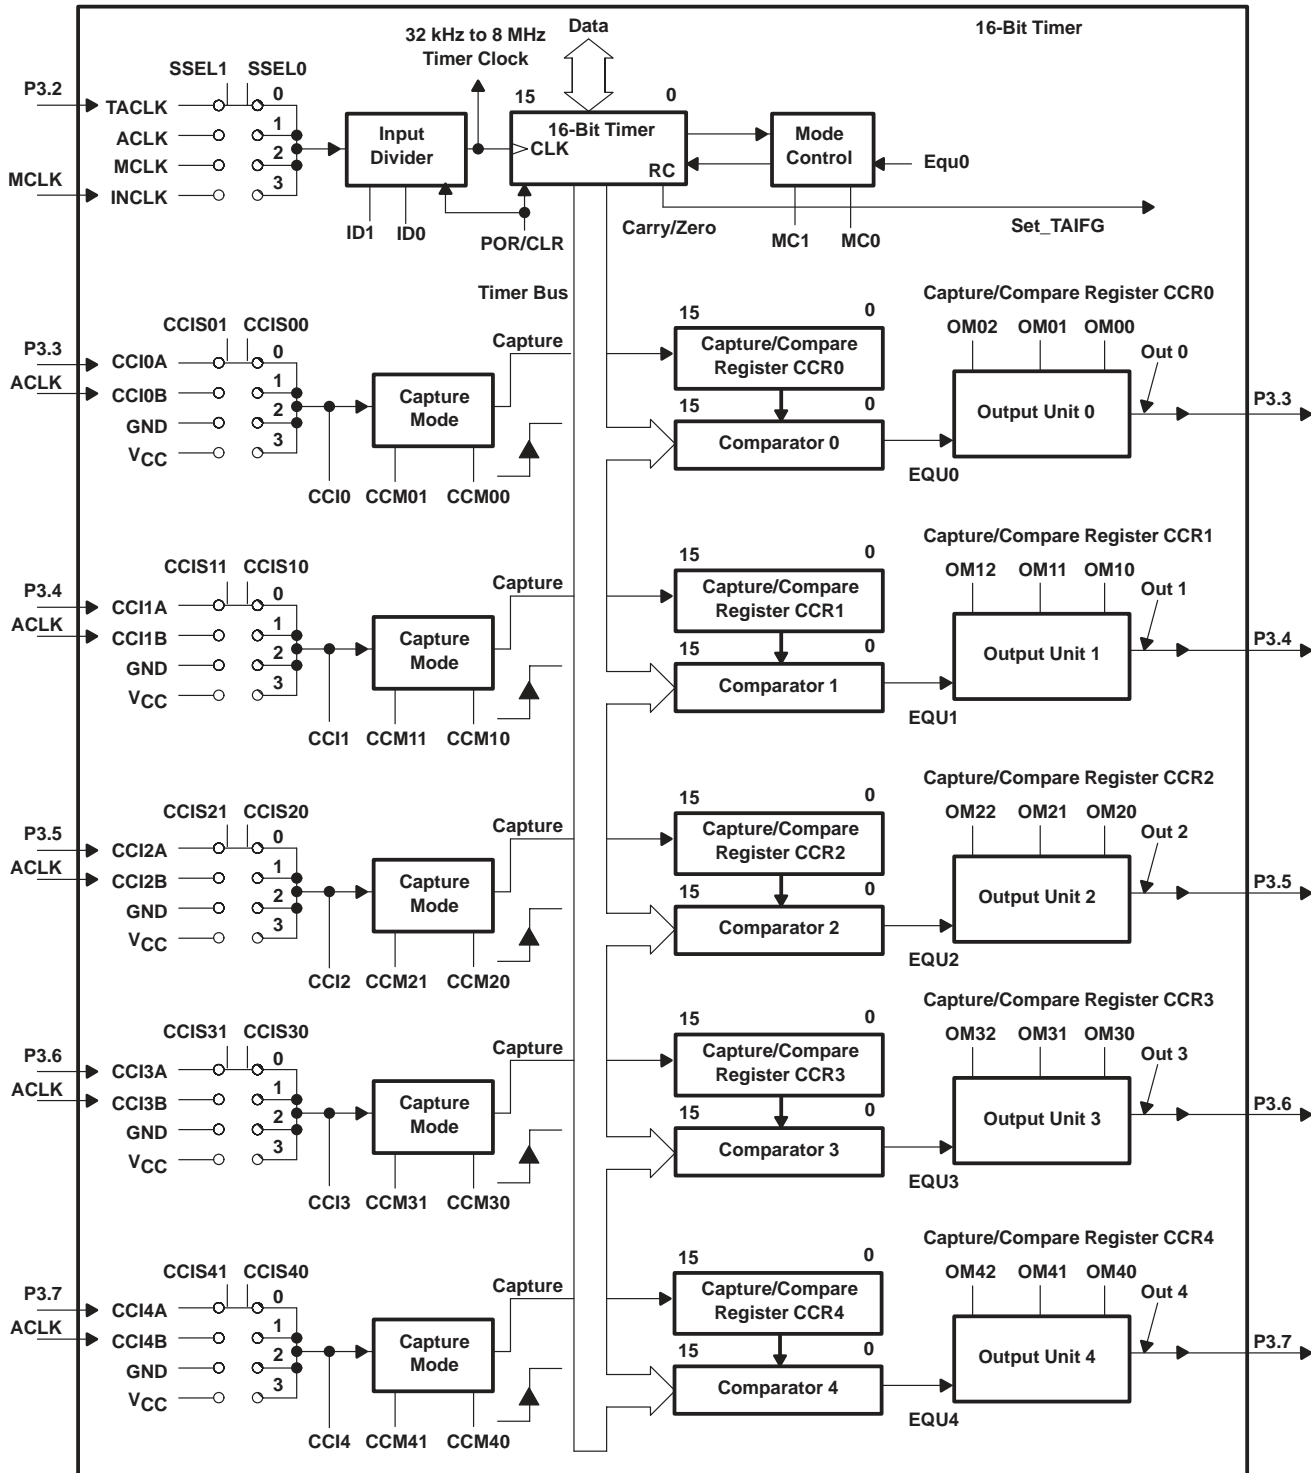 32 kHz to 8 MHz
Timer Clock
Data
16-Bit Timer
SSEL1 SSEL0
P3.2
TACLK
0
ACLK
1
MCLK
2
MCLK
INCLK
3
Input
Divider
ID1 ID0
15 0
16-Bit Timer
CLK
RC
POR/CLR
Mode
Control
Equ0
MC1 MC0
Carry/Zero
Set_TAIFG
Timer Bus
CCIS01 CCIS00
P3.3
CCI0A
0
ACLK
CCI0B
1
GND
2
VCC
3
Capture
Mode
Capture
CCI0 CCM01 CCM00
15 0
Capture/Compare
Register CCR0
15 0
Comparator 0
EQU0
Capture/Compare Register CCR0
OM02 OM01 OM00
Output Unit 0
Out 0
P3.3
CCIS11 CCIS10
P3.4
CCI1A
0
ACLK
CCI1B
1
GND
2
VCC
3
Capture
Mode
Capture
CCI1 CCM11 CCM10
15 0
Capture/Compare
Register CCR1
15 0
Comparator 1
EQU1
Capture/Compare Register CCR1
OM12 OM11 OM10
Output Unit 1
Out 1
P3.4
CCIS21 CCIS20
P3.5
CCI2A
0
ACLK
CCI2B
1
GND
2
VCC
3
Capture
Mode
Capture
CCI2 CCM21 CCM20
15 0
Capture/Compare
Register CCR2
15 0
Comparator 2
EQU2
Capture/Compare Register CCR2
OM22 OM21 OM20
Output Unit 2
Out 2
P3.5
CCIS31 CCIS30
P3.6
CCI3A
0
ACLK
CCI3B
1
GND
2
VCC
3
Capture
Mode
Capture
CCI3 CCM31 CCM30
15 0
Capture/Compare
Register CCR3
15 0
Comparator 3
EQU3
Capture/Compare Register CCR3
OM32 OM31 OM30
Output Unit 3
Out 3
P3.6
CCIS41 CCIS40
P3.7
CCI4A
0
ACLK
CCI4B
1
GND
2
VCC
3
Capture
Mode
Capture
CCI4 CCM41 CCM40
15 0
Capture/Compare
Register CCR4
15 0
Comparator 4
EQU4
Capture/Compare Register CCR4
OM42 OM41 OM40
Output Unit 4
Out 4
P3.7